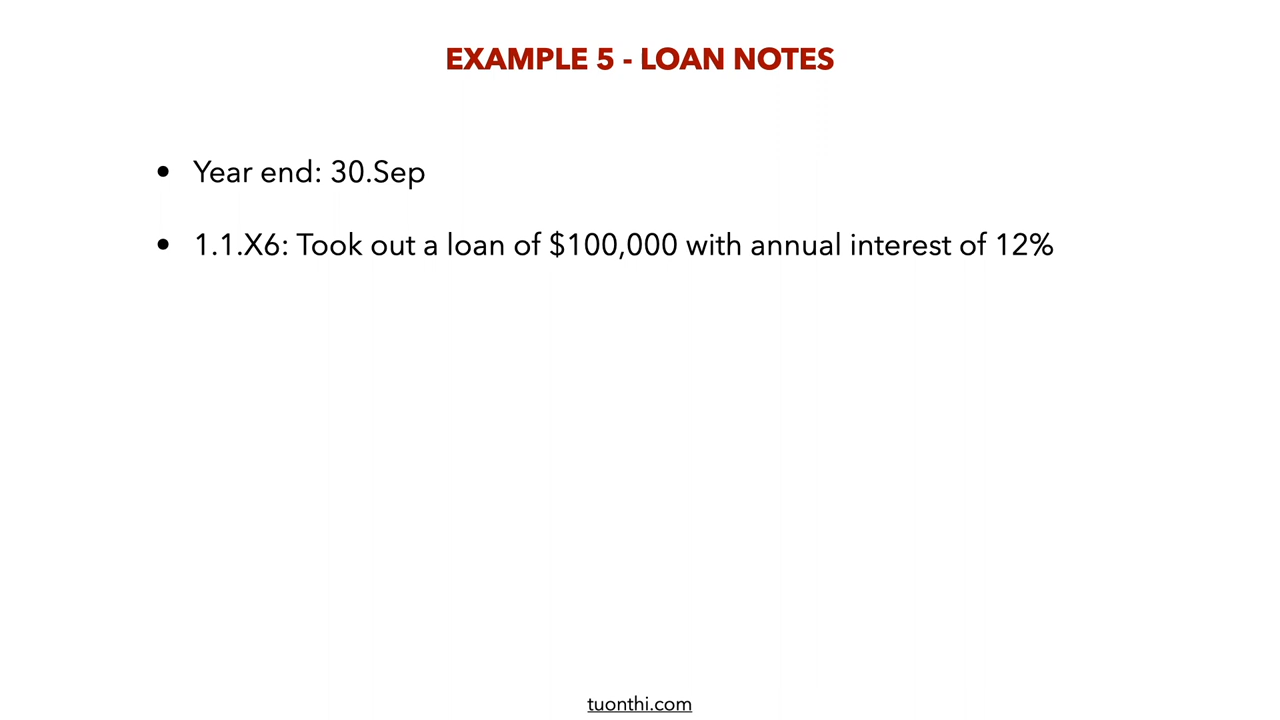 EXAMPLE 5 - LOAN NOTES
• Year end: 30.Sep
• 1.1.X6: Took out a loan of $100,000 with annual interest of 12%
tuonthi.com